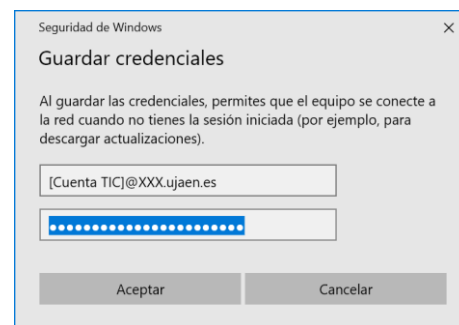 Seguridad de Windows
Guardar credenciales
Al guardar las credenciales, permites que el equipo se conecte a
la red cuando no tienes la sesión iniciada (por ejemplo, para
descargar actualizaciones).
[Cuenta TIC]@XXX.ujaen.es
●●●●●●●●●●●●●●●●●●●●●●●
Aceptar Cancelar